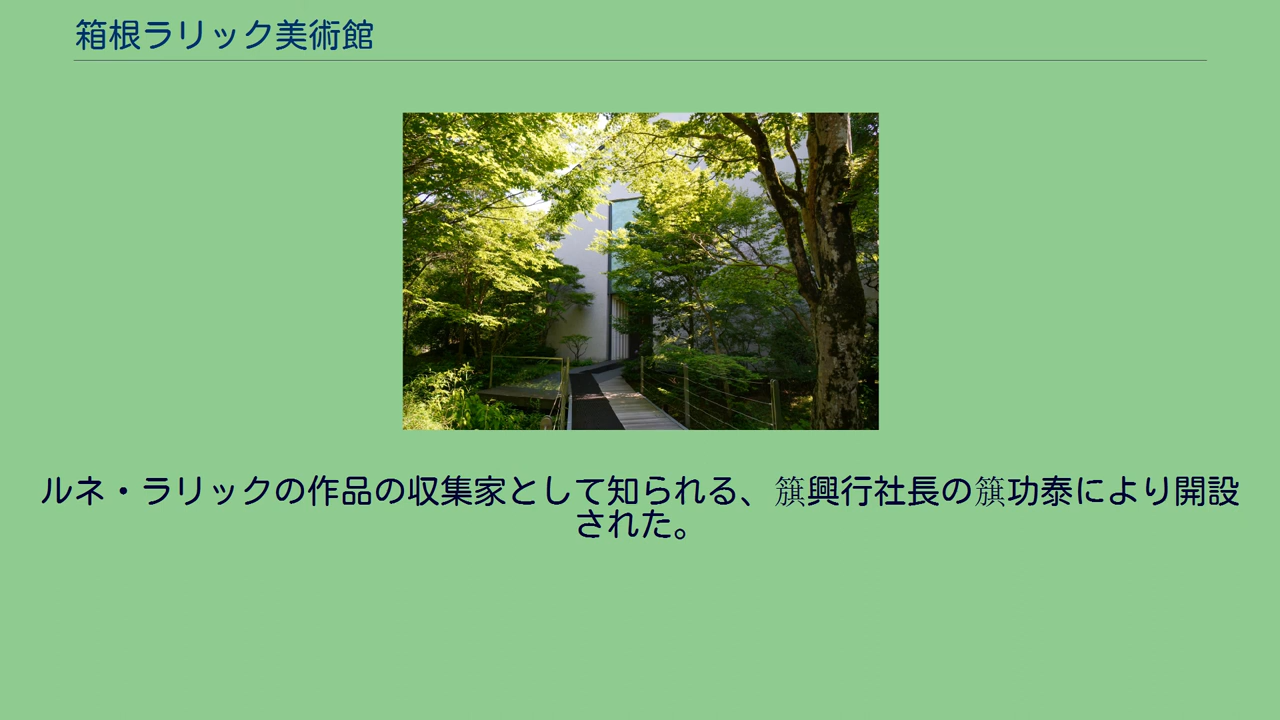 箱根ラリック美術館
ルネ・ラリックの作品の収集家として知られる、簱興行社長の簱功泰により開設
された。